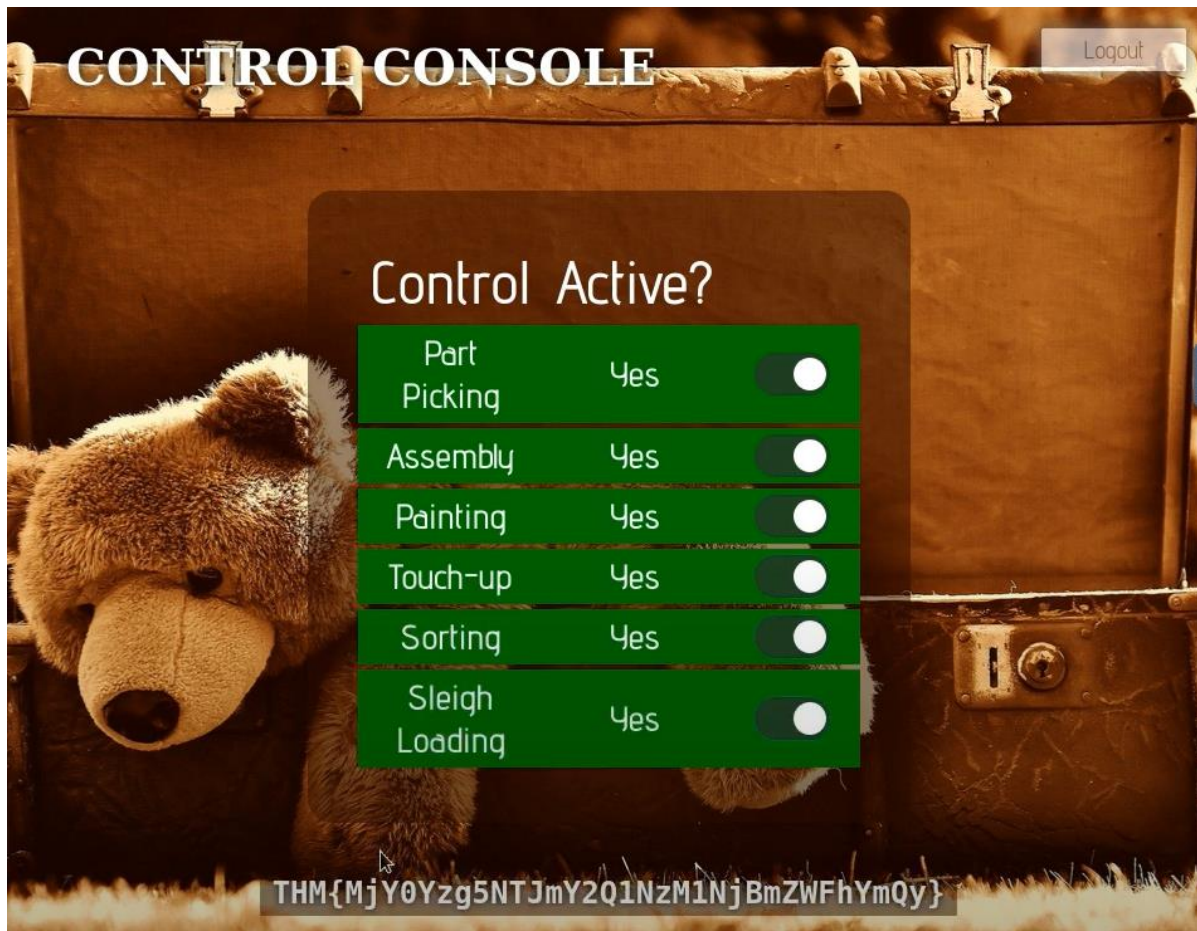 CONTROL CONSOLE
Logout
Control Active?
Part
Picking
Yes
Assembly
Yes
Painting
Yes
Touch-up
Yes
Sorting
Yes
Sleigh
Loading
Yes
THM{MjY0Yzg5NTJmY2Q1NzM1NjBmZWFhYmQy}